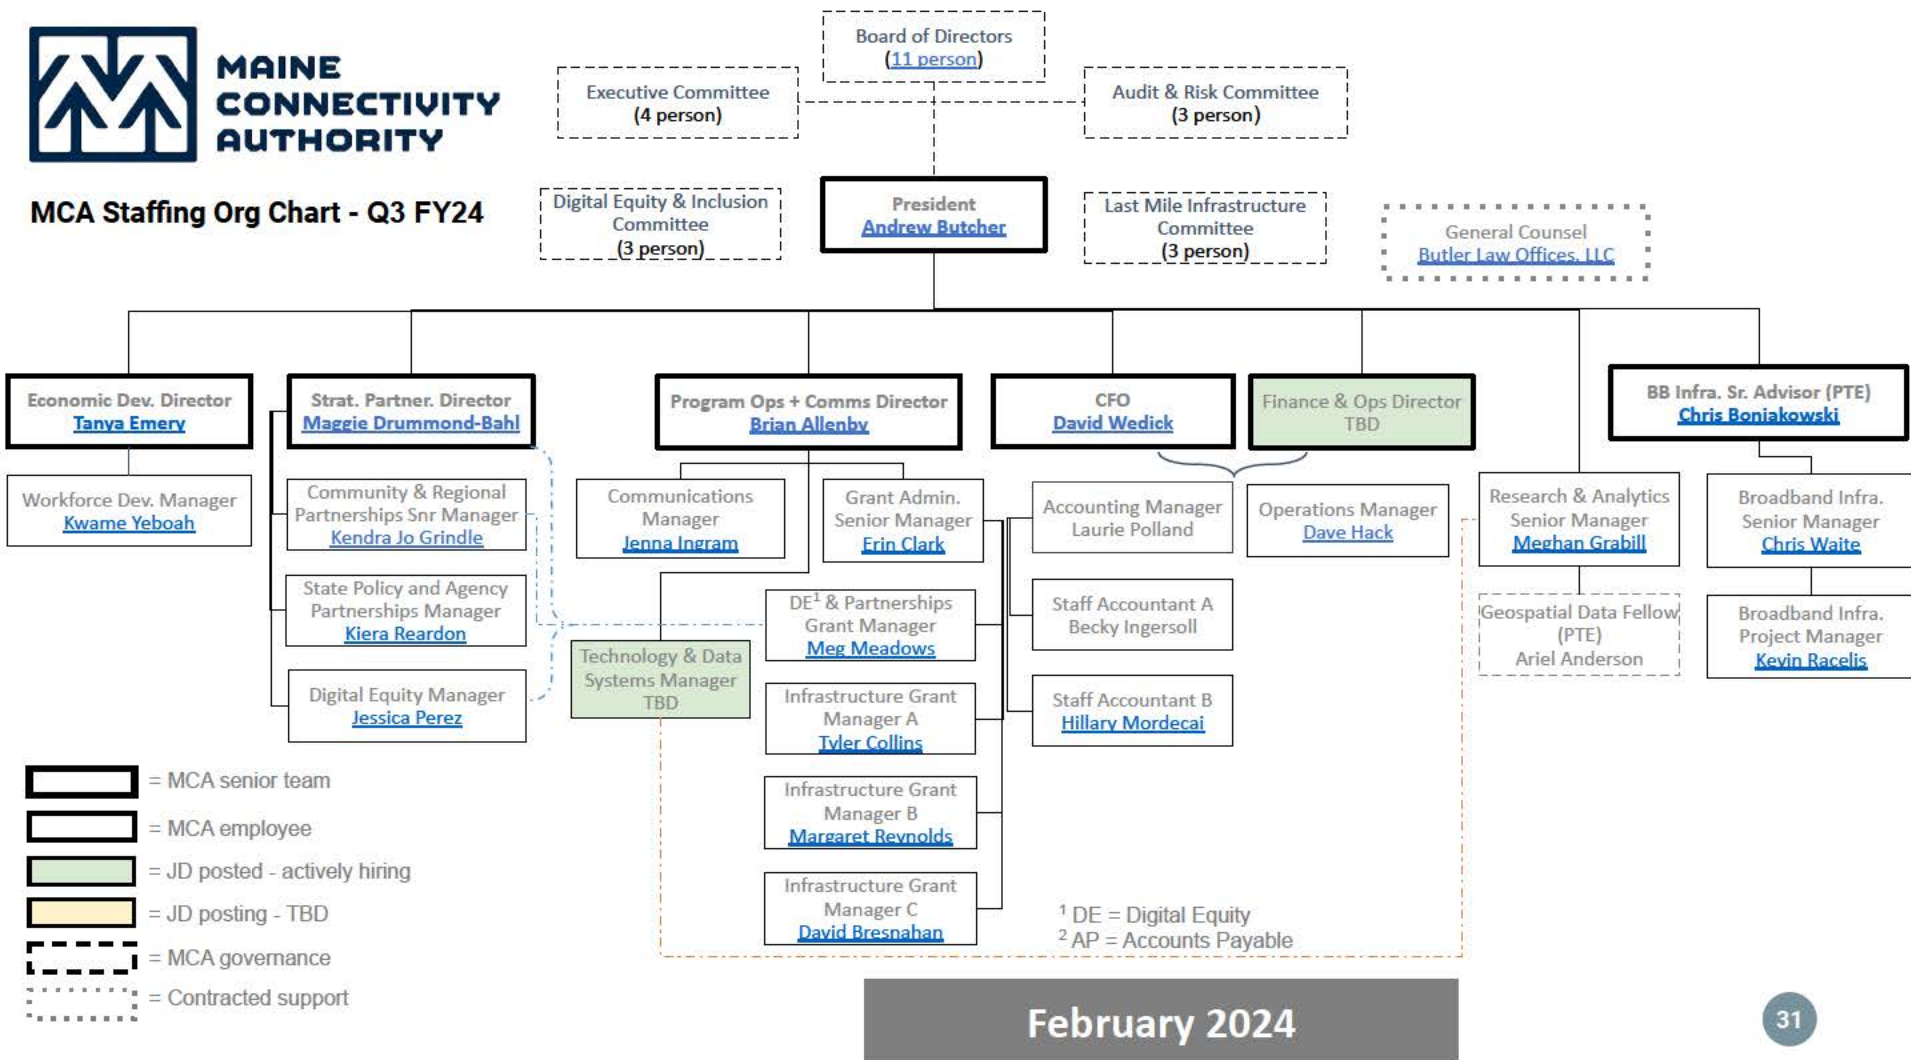 MAINE
CONNECTIVITY
AUTHORITY
MCA Staffing Org Chart - Q3 FY24
Board of Directors
(11 person)
Executive Committee
(4 person)
Audit & Risk Committee
(3 person)
Digital Equity & Inclusion
Committee
(3 person)
President
Andrew Butcher
Last Mile Infrastructure
Committee
(3 person)
General Counsel
Butler Law Offices, LLC
Economic Dev. Director
Tanya Emery
Strat. Partner. Director
Maggie Drummond-Bahl
Program Ops + Comms Director
Brian Allenby
CFO
David Wedick
Finance & Ops Director
TBD
BB Infra. Sr. Advisor (PTE)
Chris Boniakowski
Workforce Dev. Manager
Kwame Yeboah
Community & Regional
Partnerships Snr Manager
Kendra Jo Grindle
State Policy and Agency
Partnerships Manager
Kiera Reardon
Digital Equity Manager
Jessica Perez
Communications
Manager
Jenna Ingram
Grant Admin.
Senior Manager
Erin Clark
Technology & Data
Systems Manager
TBD
DE¹ & Partnerships
Grant Manager
Meg Meadows
Infrastructure Grant
Manager A
Tyler Collins
Infrastructure Grant
Manager B
Margaret Reynolds
Infrastructure Grant
Manager C
David Bresnahan
Accounting Manager
Laurie Polland
Operations Manager
Dave Hack
Staff Accountant A
Becky Ingersoll
Staff Accountant B
Hillary Mordecai
Research & Analytics
Senior Manager
Meghan Grabill
Geospatial Data Fellow
(PTE)
Ariel Anderson
Broadband Infra.
Senior Manager
Chris Waite
Broadband Infra.
Project Manager
Kevin Racelis
= MCA senior team
= MCA employee
= JD posted - actively hiring
= JD posting - TBD
= MCA governance
= Contracted support
¹ DE = Digital Equity
² AP = Accounts Payable
February 2024
31